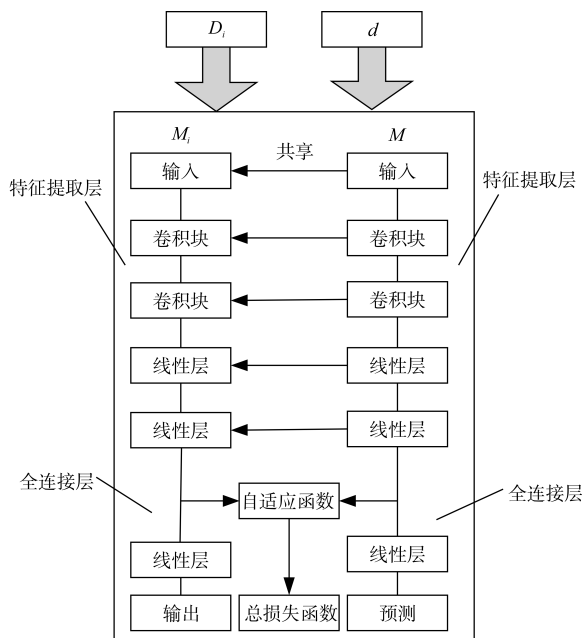 D_i
d
M_i
M
输入
共享
输入
特征提取层
特征提取层
卷积块
卷积块
卷积块
卷积块
线性层
线性层
线性层
线性层
全连接层
自适应函数
全连接层
线性层
线性层
输出
总损失函数
预测